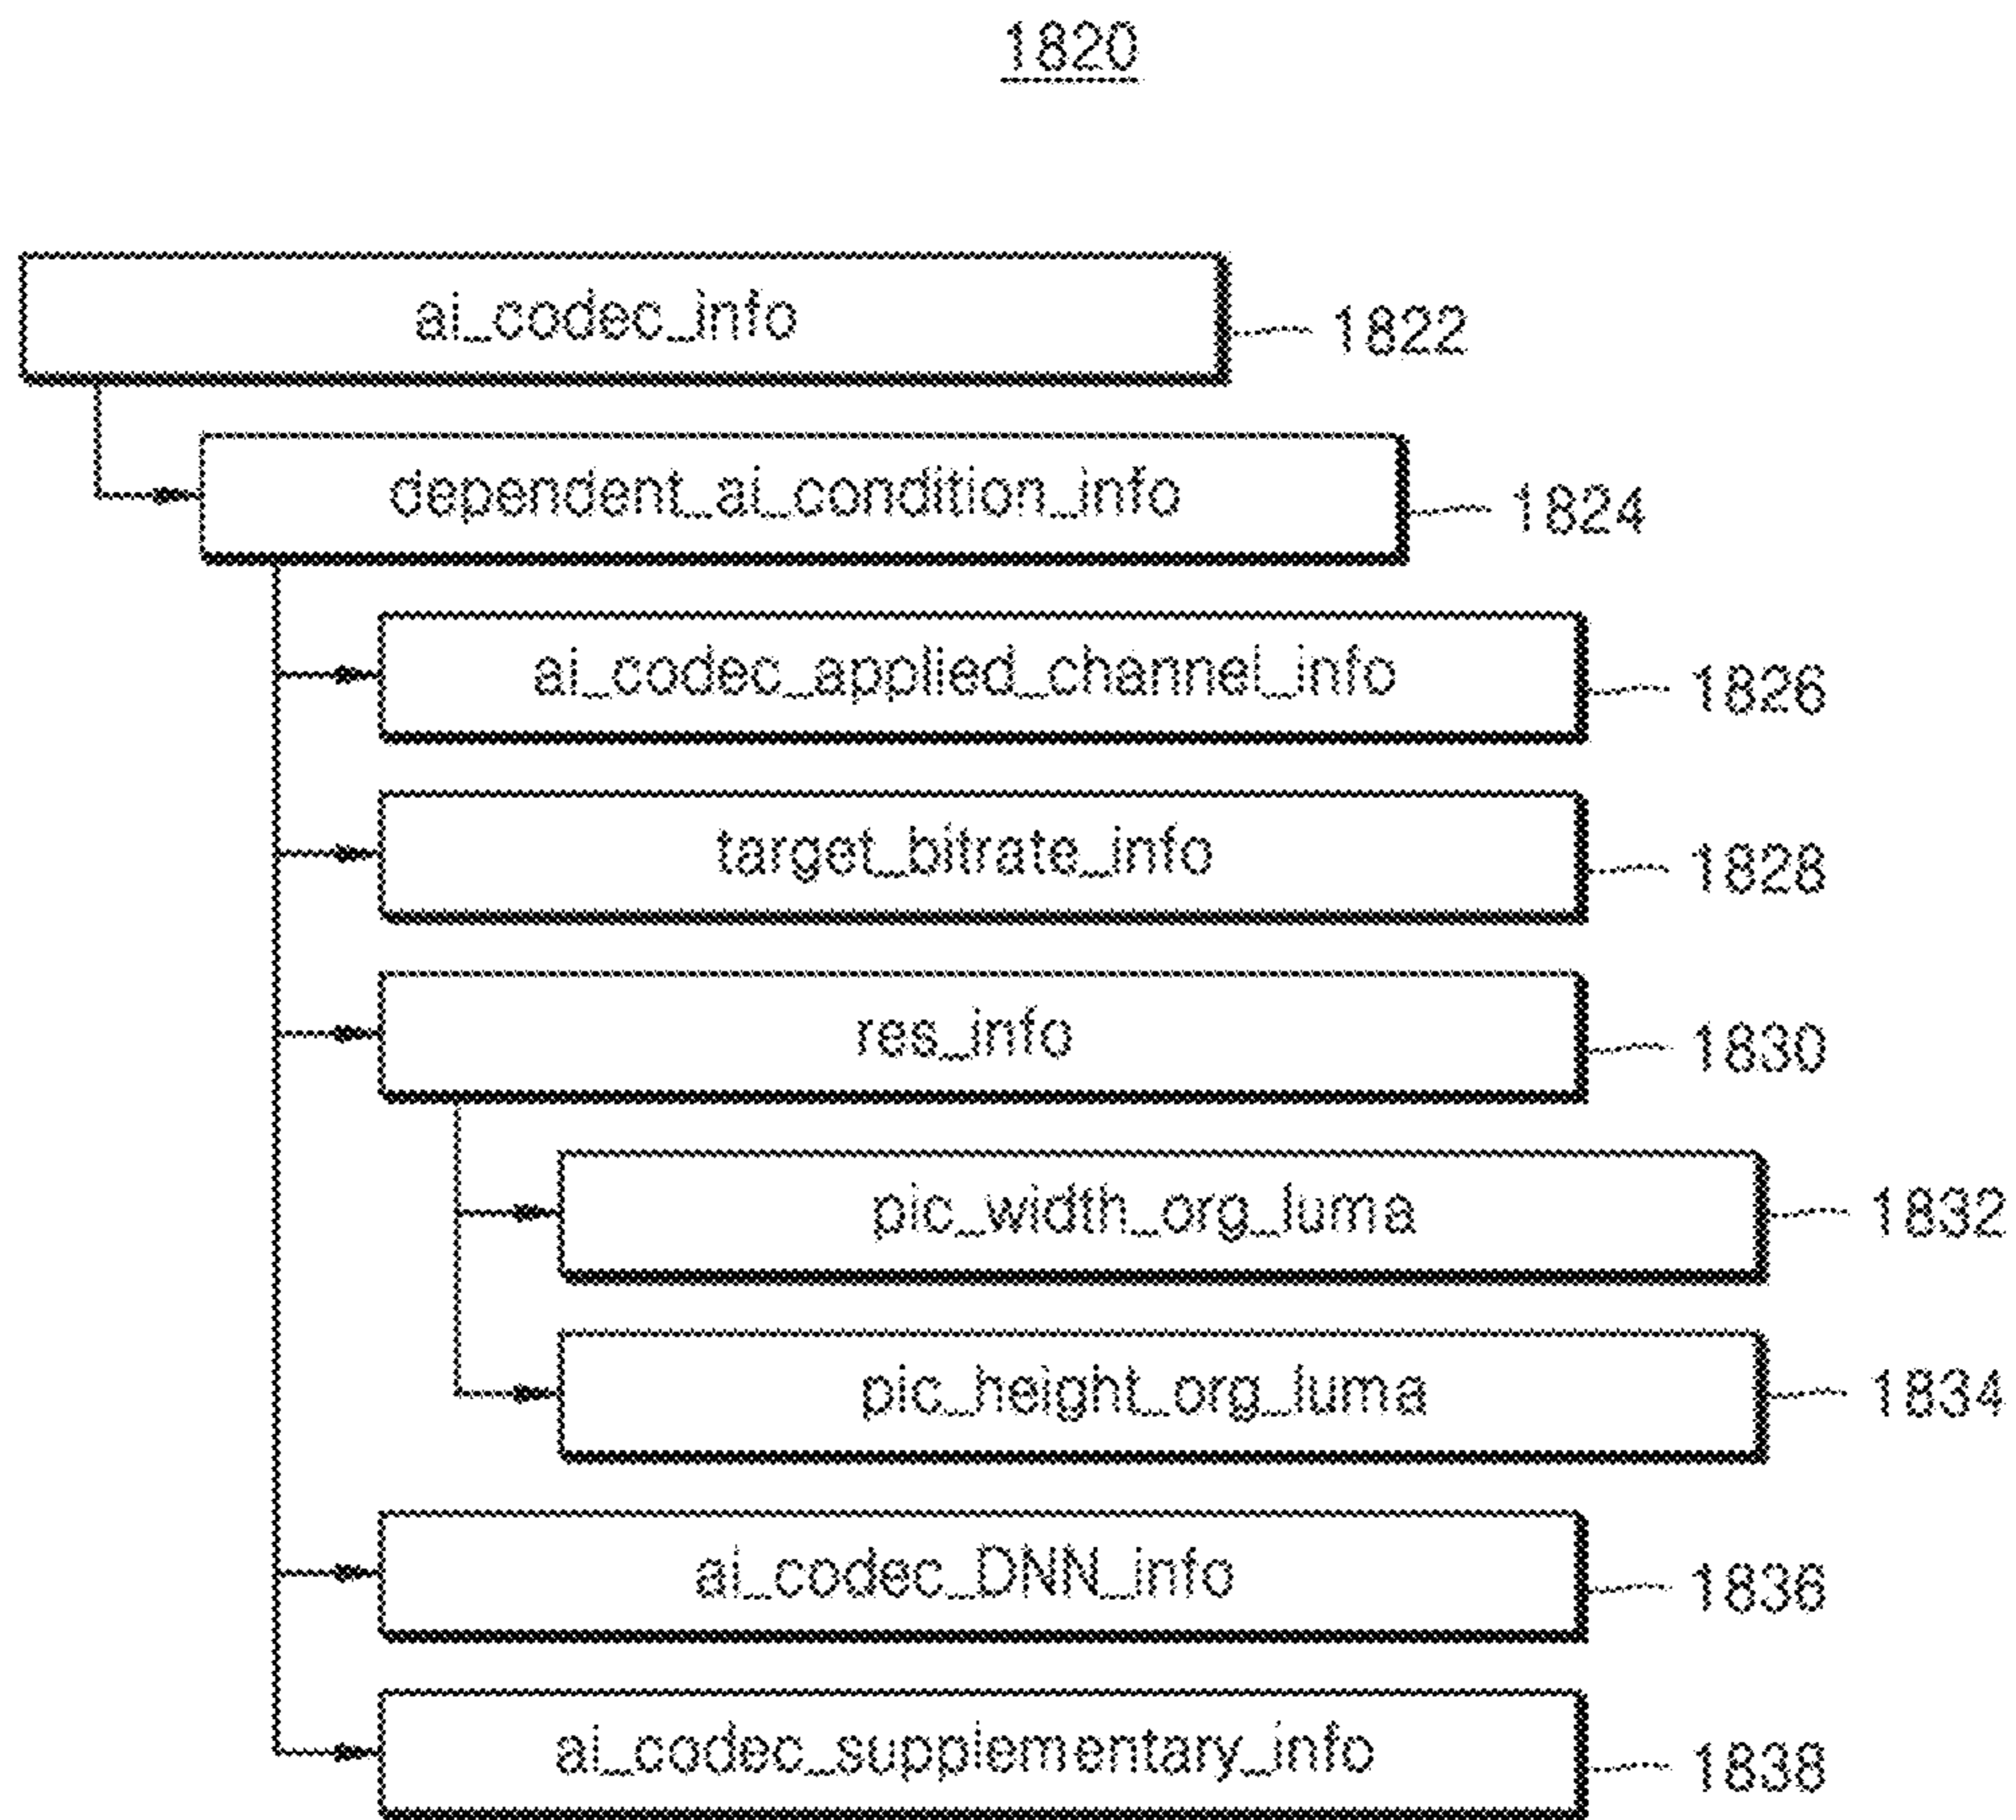 1820
ai_codec_info
1822
dependent_ai_condition_info
1824
ai_codec_applied_channel_info
1826
target_bitrate_info
1828
res_info
1830
pic_width_org_luma
1832
pic_height_org_luma
1834
ai_codec_DNN_info
1836
ai_codec_supplementary_info
1838